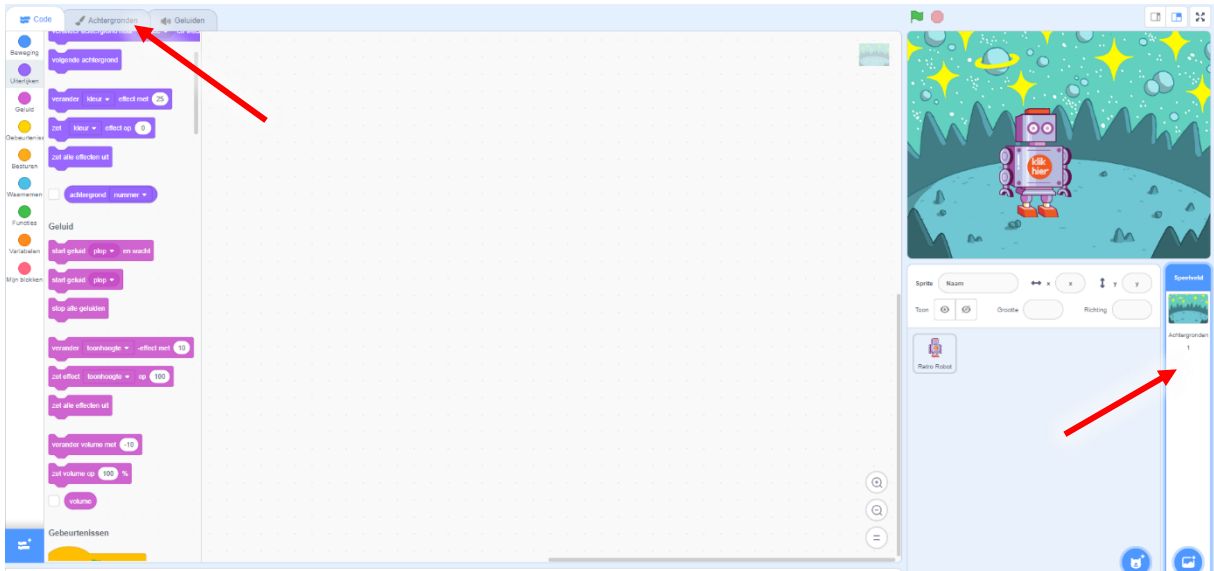 Code
Achtergronden
Geluiden
Beweging
Uiterlijken
Geluid
Gebeurtenis
Besturen
Waarnemen
Functies
Variabelen
Mijn blokken
volgende achtergrond
verander kleur effect met 25
zet kleur effect op 0
zet alle effecten uit
achtergrond nummer
Geluid
start geluid plop en wacht
start geluid plop
stop alle geluiden
verander toonhoogte -effect met 10
zet effect toonhoogte op 100
zet alle effecten uit
verander volume met -10
zet volume op 100 %
volume
Gebeurtenissen
klik
hier
Sprite Naam x x y y
Toon Grootte Richting
Retro Robot
Speelveld
Achtergronden
1